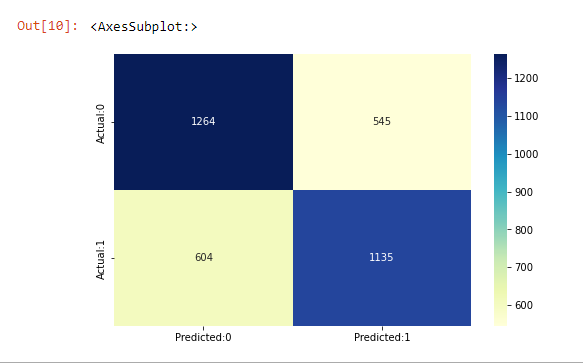 Out[10]: <AxesSubplot:>
Actual:0
1264
545
Actual:1
604
1135
Predicted:0
Predicted:1
1200
1100
1000
900
800
700
600